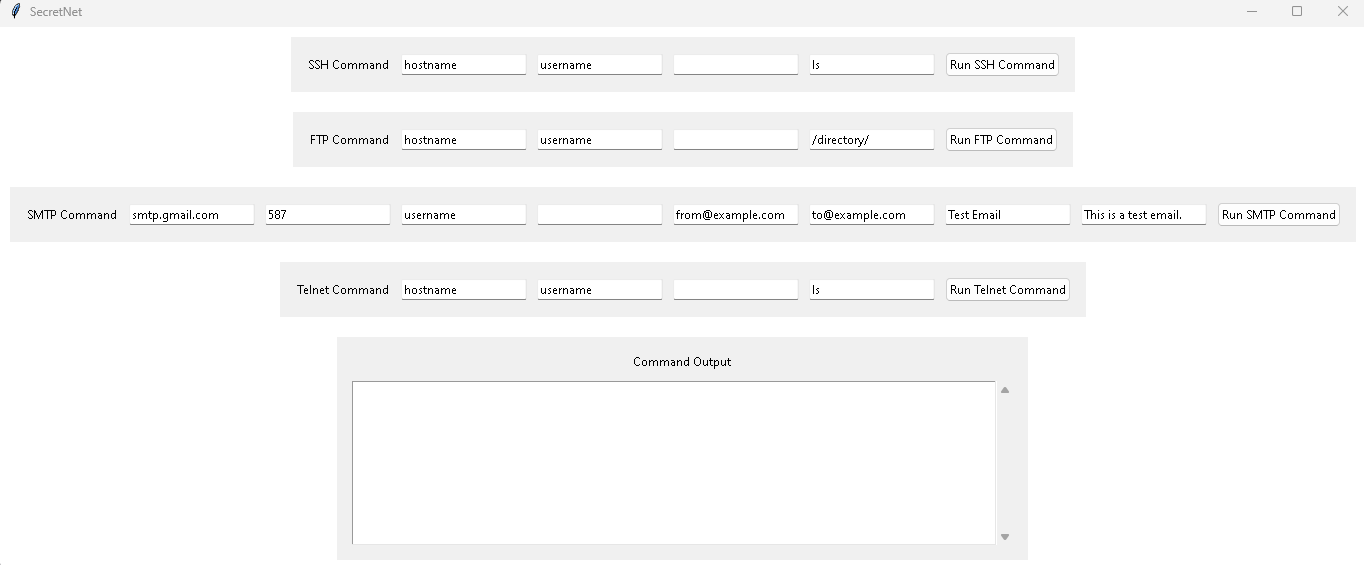 SecretNet
SSH Command hostname username ls Run SSH Command
FTP Command hostname username /directory/ Run FTP Command
SMTP Command smtp.gmail.com 587 username from@example.com to@example.com Test Email This is a test email. Run SMTP Command
Telnet Command hostname username ls Run Telnet Command
Command Output